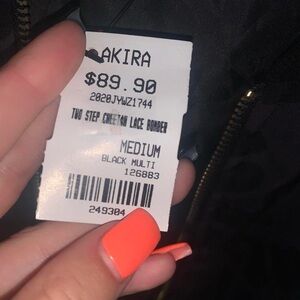 AKIRA
$89.90
2020JYWZ1744
TWO STEP CHEETAH LACE BOMBER
MEDIUM
BLACK MULTI
126883
249304